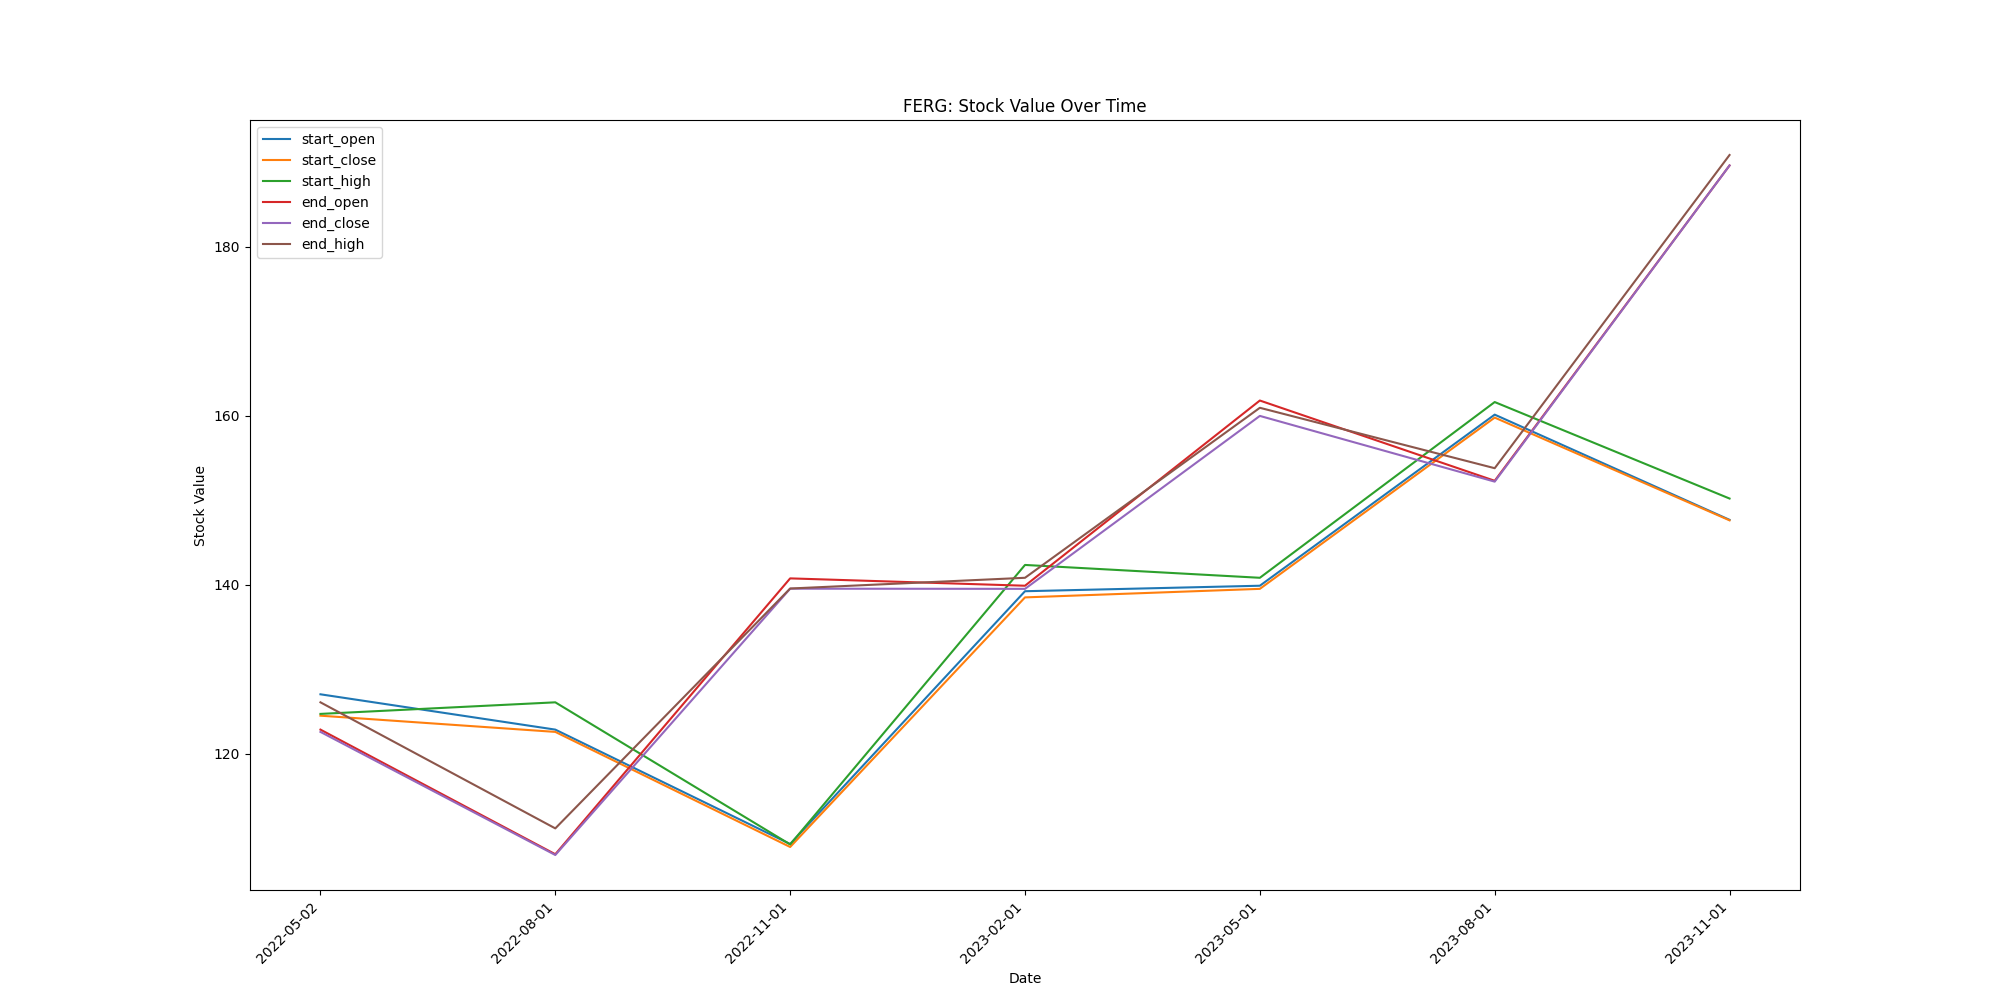 FERG: Stock Value Over Time
start_open
start_close
start_high
end_open
end_close
end_high
180
160
140
120
Stock Value
2022-05-02
2022-08-01
2022-11-01
2023-02-01
2023-05-01
2023-08-01
2023-11-01
Date